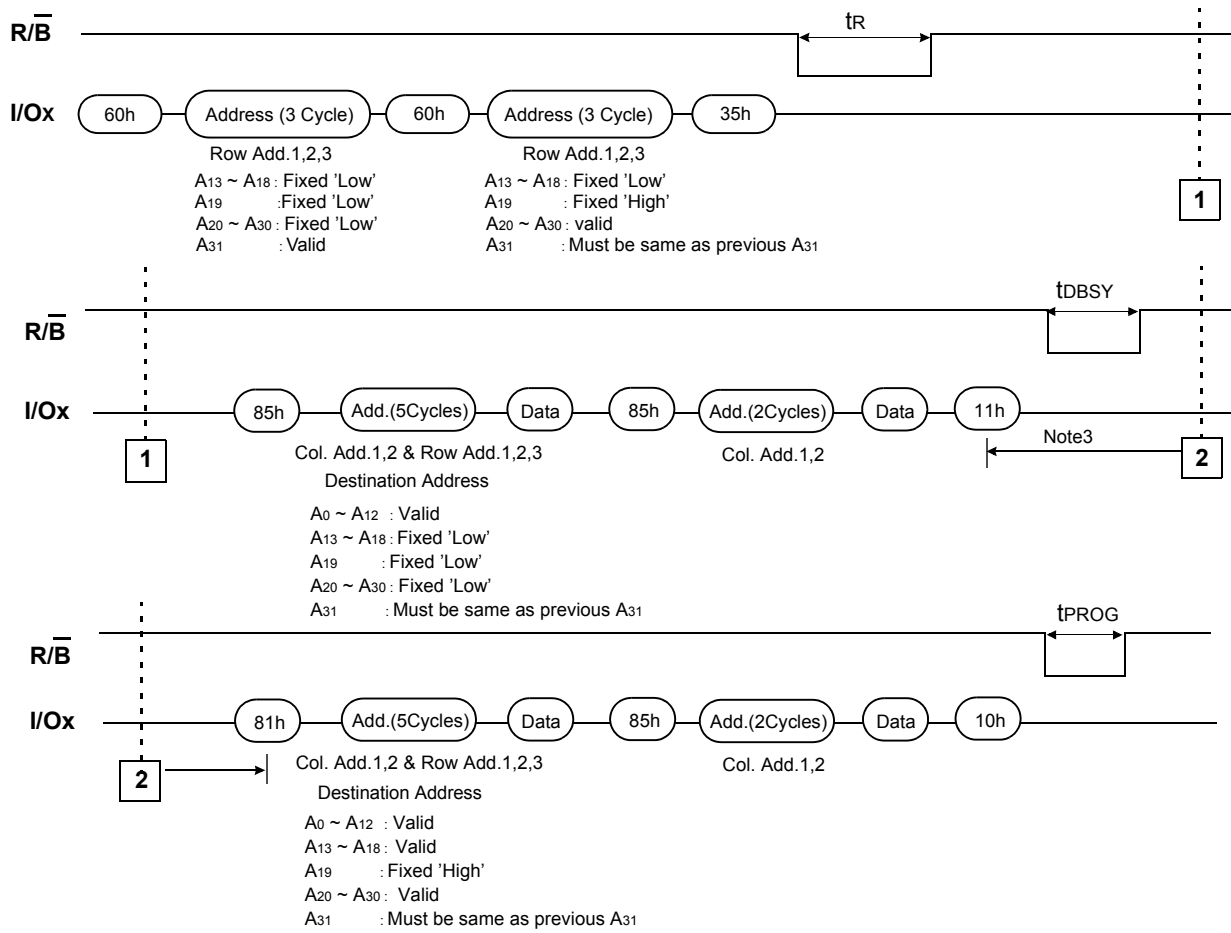 R/B tR
I/Ox 60h Address (3 Cycle) 60h Address (3 Cycle) 35h
Row Add.1,2,3 Row Add.1,2,3
A13 ~ A18 : Fixed 'Low' A13 ~ A18 : Fixed 'Low'
A19 :Fixed 'Low' A19 : Fixed 'High'
A20 ~ A30 : Fixed 'Low' A20 ~ A30 : valid
A31 : Valid A31 : Must be same as previous A31
1
R/B tDBSY
I/Ox 85h Add.(5Cycles) Data 85h Add.(2Cycles) Data 11h
1 Col. Add.1,2 & Row Add.1,2,3 Col. Add.1,2 Note3 2
Destination Address
A0 ~ A12 : Valid
A13 ~ A18 : Fixed 'Low'
A19 : Fixed 'Low'
A20 ~ A30 : Fixed 'Low'
A31 : Must be same as previous A31
R/B tPROG
I/Ox 81h Add.(5Cycles) Data 85h Add.(2Cycles) Data 10h
2 Col. Add.1,2 & Row Add.1,2,3 Col. Add.1,2
Destination Address
A0 ~ A12 : Valid
A13 ~ A18 : Valid
A19 : Fixed 'High'
A20 ~ A30 : Valid
A31 : Must be same as previous A31